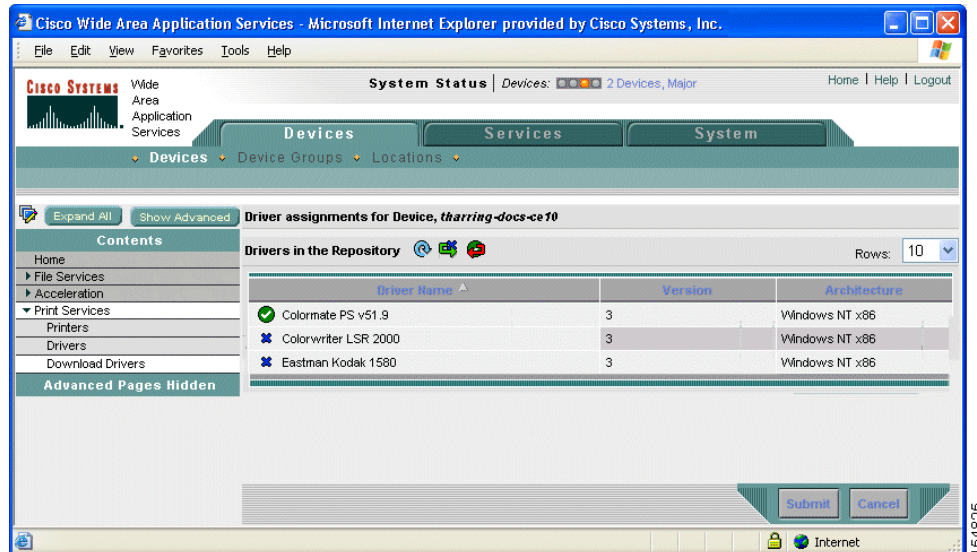 Cisco Wide Area Application Services - Microsoft Internet Explorer provided by Cisco Systems, Inc.
File Edit View Favorites Tools Help
CISCO SYSTEMS
Wide
Area
Application
Services
System Status | Devices: 2 Devices, Major
Home | Help | Logout
Devices Services System
Devices Device Groups Locations
Expand All Show Advanced
Driver assignments for Device, tharring-docs-ce10
Contents
Home
File Services
Acceleration
Print Services
Printers
Drivers
Download Drivers
Advanced Pages Hidden
Drivers in the Repository
Rows: 10
Driver Name Version Architecture
Colormate PS v51.9 3 Windows NT x86
Colorwriter LSR 2000 3 Windows NT x86
Eastman Kodak 1580 3 Windows NT x86
Submit Cancel
Internet